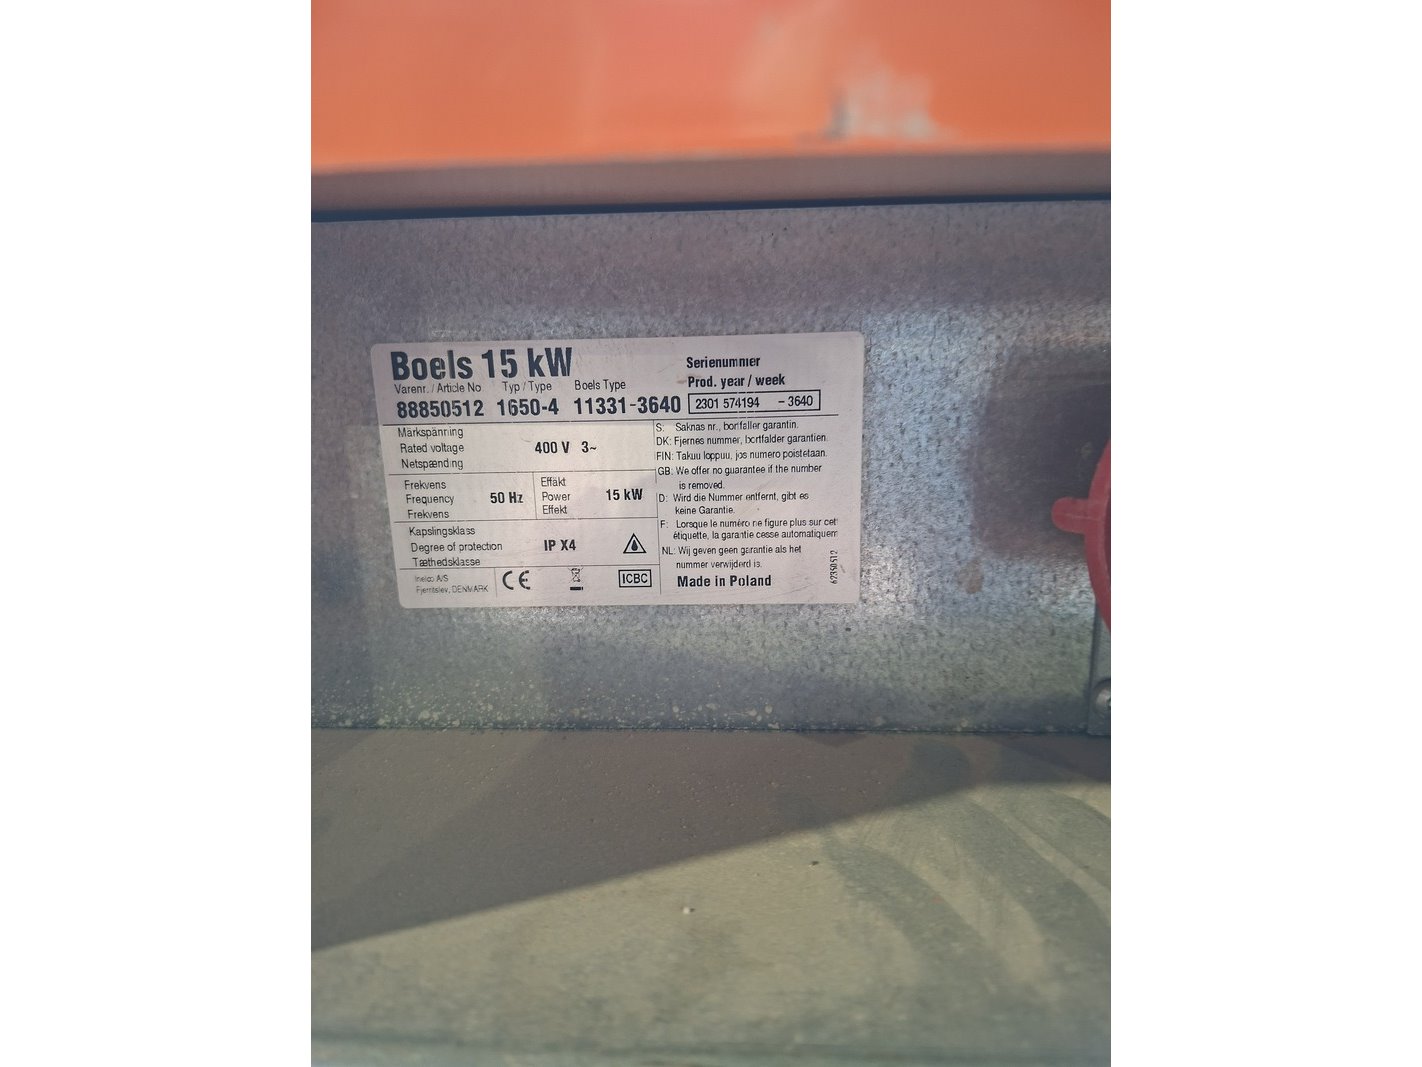 Boels 15 kW
Varenr. / Article No Typ / Type Boels Type
88850512 1650-4 11331-3640
Serienummer
Prod. year / week
2301 574194 - 3640
Märkspänning
Rated voltage 400 V 3~
Netspænding
Frekvens
Frequency 50 Hz
Frekvens
Effäkt
Power 15 kW
Effekt
Kapslingsklass
Degree of protection IP X4
Tæthedsklasse
Inelco A/S
Fjerritslev, DENMARK
CE
ICBC
S: Saknas nr., bortfaller garantin.
DK: Fjernes nummer, bortfalder garantien.
FIN: Takuu loppuu, jos numero poistetaan.
GB: We offer no guarantee if the number
is removed.
D: Wird die Nummer entfernt, gibt es
keine Garantie.
F: Lorsque le numéro ne figure plus sur cet
étiquette, la garantie cesse automatiquem
NL: Wij geven geen garantie als het
nummer verwijderd is.
Made in Poland
62350512